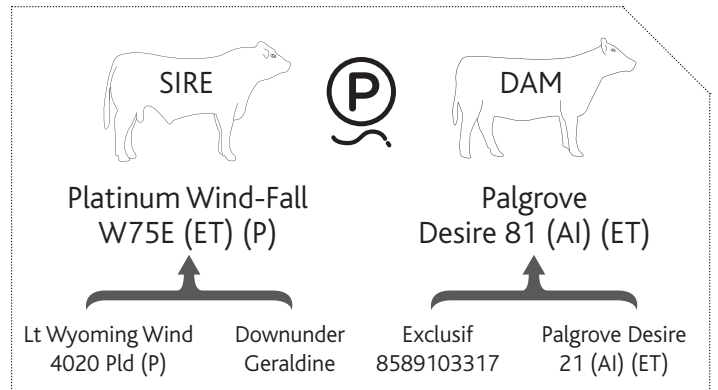 SIRE
P
DAM
Platinum Wind-Fall
W75E (ET) (P)
Palgrove
Desire 81 (AI) (ET)
Lt Wyoming Wind
4020 Pld (P)
Downunder
Geraldine
Exclusif
8589103317
Palgrove Desire
21 (AI) (ET)